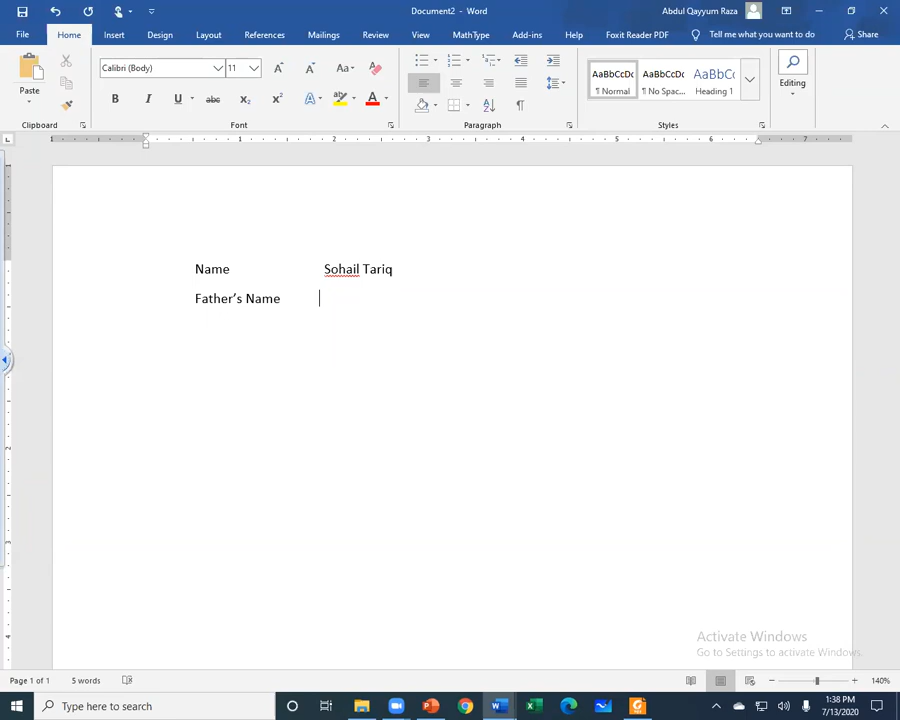 Document2 - Word
Abdul Qayyum Raza
File Home Insert Design Layout References Mailings Review View MathType Add-ins Help Foxit Reader PDF Tell me what you want to do Share
Calibri (Body) 11
Paste
AaBbCcDc AaBbCcDc AaBbCc
¶ Normal ¶ No Spac... Heading 1
Editing
Clipboard Font Paragraph Styles
Name Sohail Tariq
Father's Name
Activate Windows
Go to Settings to activate Windows.
Page 1 of 1 5 words 140%
Type here to search
1:38 PM
7/13/2020